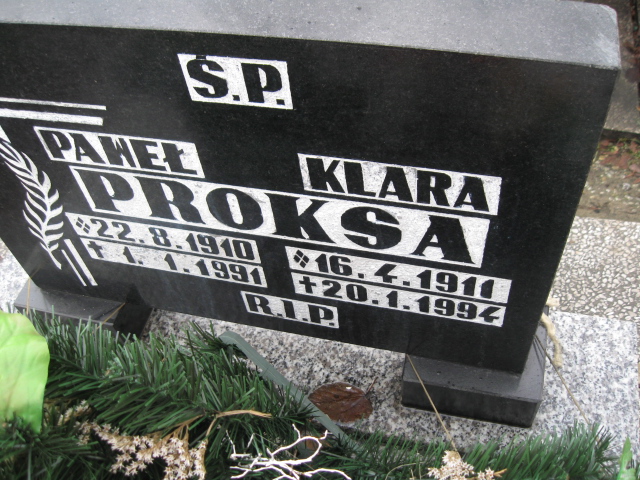 Ś.P.
PAWEŁ KLARA
PROKSA
22.8.1910 16.4.1911
+ 1.1.1991 +20.1.1994
R.I.P.